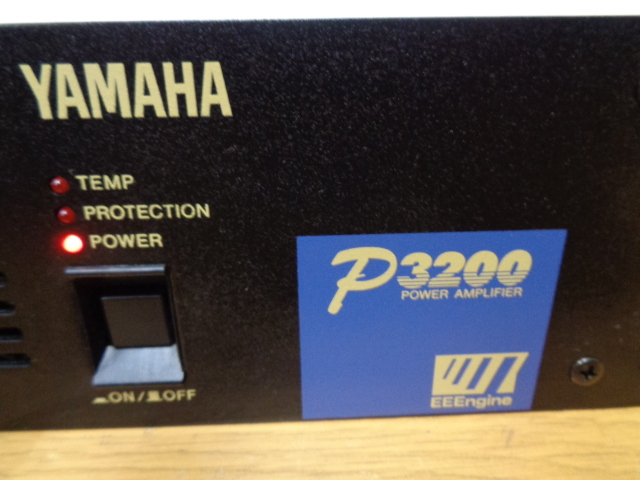 YAMAHA
TEMP
PROTECTION
POWER
ON/OFF
P3200
POWER AMPLIFIER
EEEngine